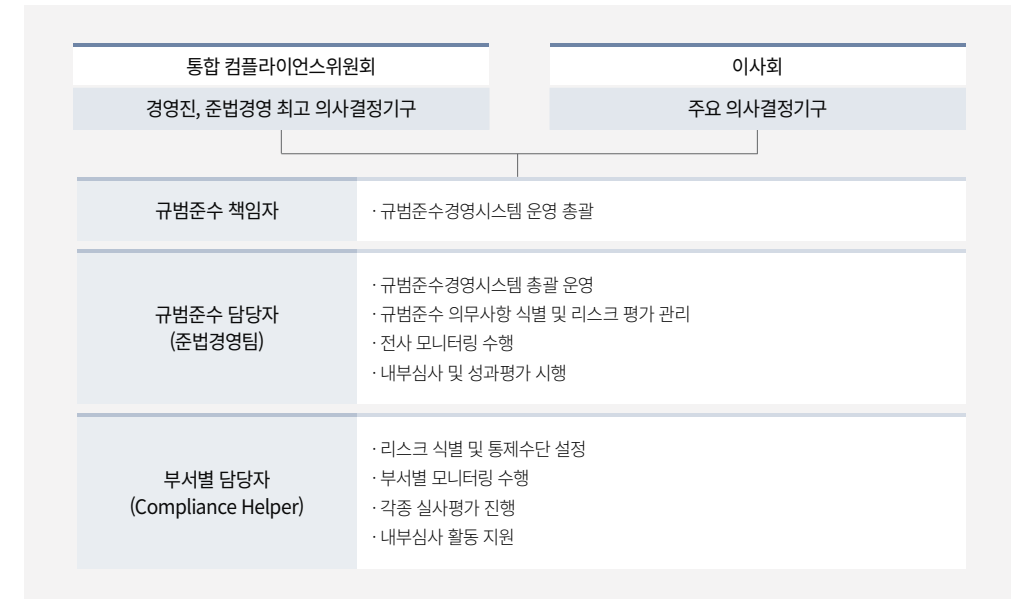 통합 컴플라이언스위원회
이사회
경영진, 준법경영 최고 의사결정기구
주요 의사결정기구
규범준수 책임자
· 규범준수경영시스템 운영 총괄
규범준수 담당자
(준법경영팀)
· 규범준수경영시스템 총괄 운영
· 규범준수 의무사항 식별 및 리스크 평가 관리
· 전사 모니터링 수행
· 내부심사 및 성과평가 시행
부서별 담당자
(Compliance Helper)
· 리스크 식별 및 통제수단 설정
· 부서별 모니터링 수행
· 각종 실사평가 진행
· 내부심사 활동 지원